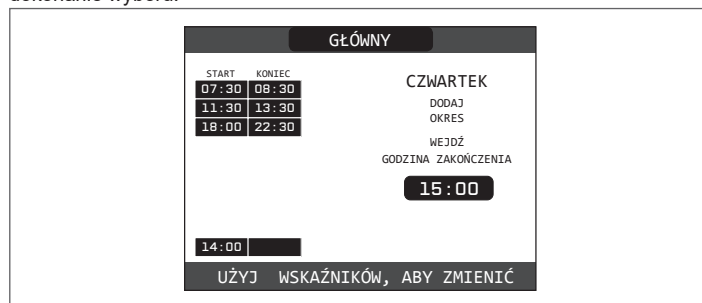 dokonanie wyboru.
GŁÓWNY
START KONIEC
07:30 08:30
11:30 13:30
18:00 22:30
14:00
CZWARTEK
DODAJ
OKRES
WEJDŹ
GODZINA ZAKOŃCZENIA
15:00
UŻYJ WSKAŹNIKÓW, ABY ZMIENIĆ